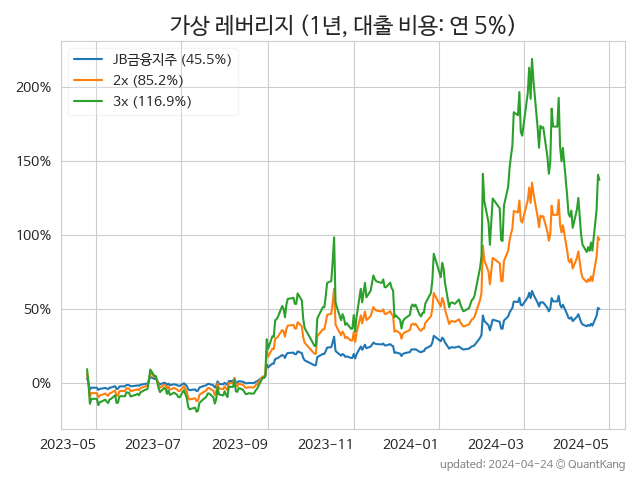 가상 레버리지 (1년, 대출 비용: 연 5%)
JB금융지주 (45.5%)
2x (85.2%)
3x (116.9%)
200%
150%
100%
50%
0%
2023-05 2023-07 2023-09 2023-11 2024-01 2024-03 2024-05
updated: 2024-04-24 © QuantKang